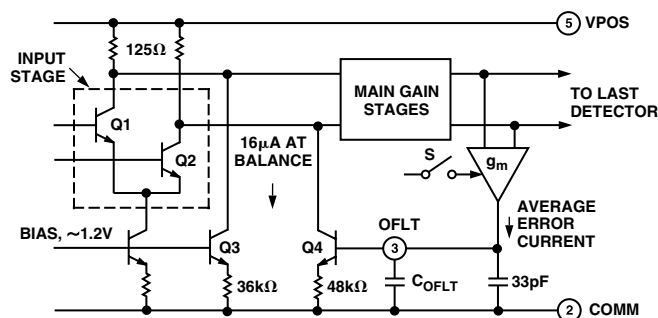 5 VPOS
125Ω
INPUT
STAGE
MAIN GAIN
STAGES
TO LAST
DETECTOR
Q1
Q2
16µA AT
BALANCE
S
gm
AVERAGE
ERROR
CURRENT
BIAS, ~1.2V
Q3
Q4
OFLT
3
36kΩ
48kΩ
COFLT
33pF
2 COMM